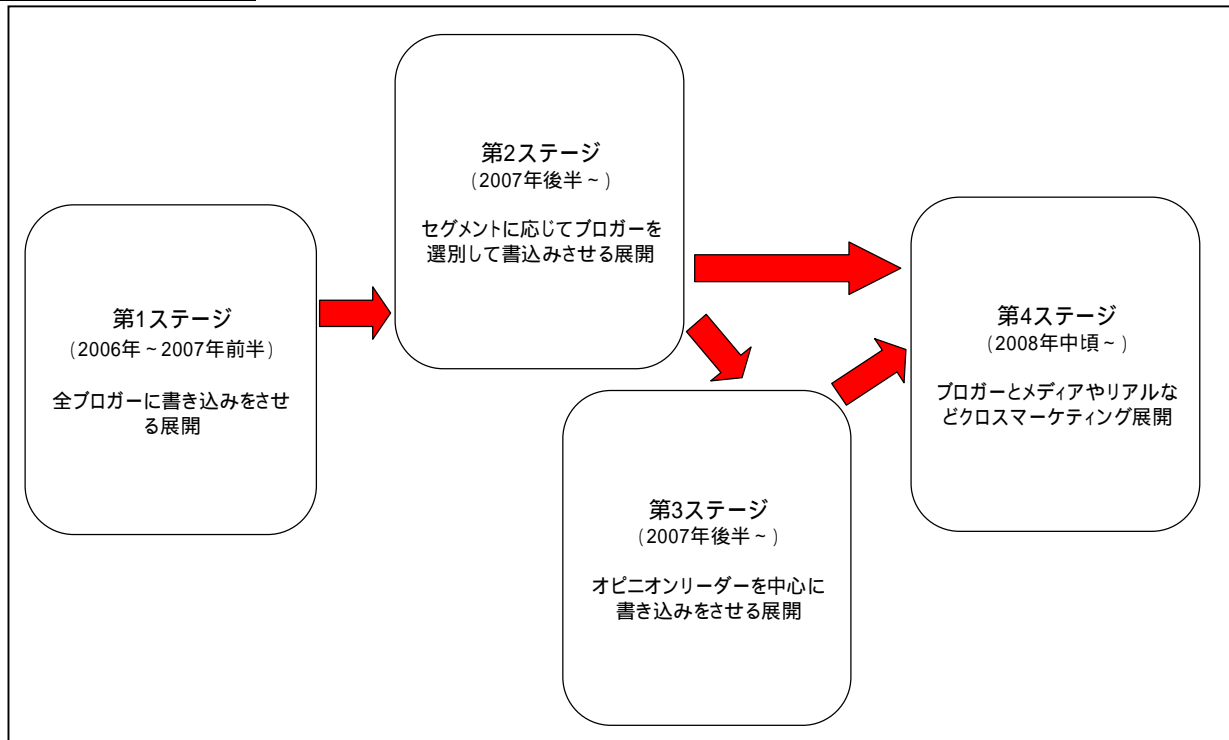 第1ステージ
(2006年～2007年前半)
全ブロガーに書き込みをさせ
る展開
第2ステージ
(2007年後半～)
セグメントに応じてブロガーを
選別して書込みさせる展開
第3ステージ
(2007年後半～)
オピニオンリーダーを中心に
書き込みをさせる展開
第4ステージ
(2008年中頃～)
ブロガーとメディアやリアルな
どクロスマーケティング展開